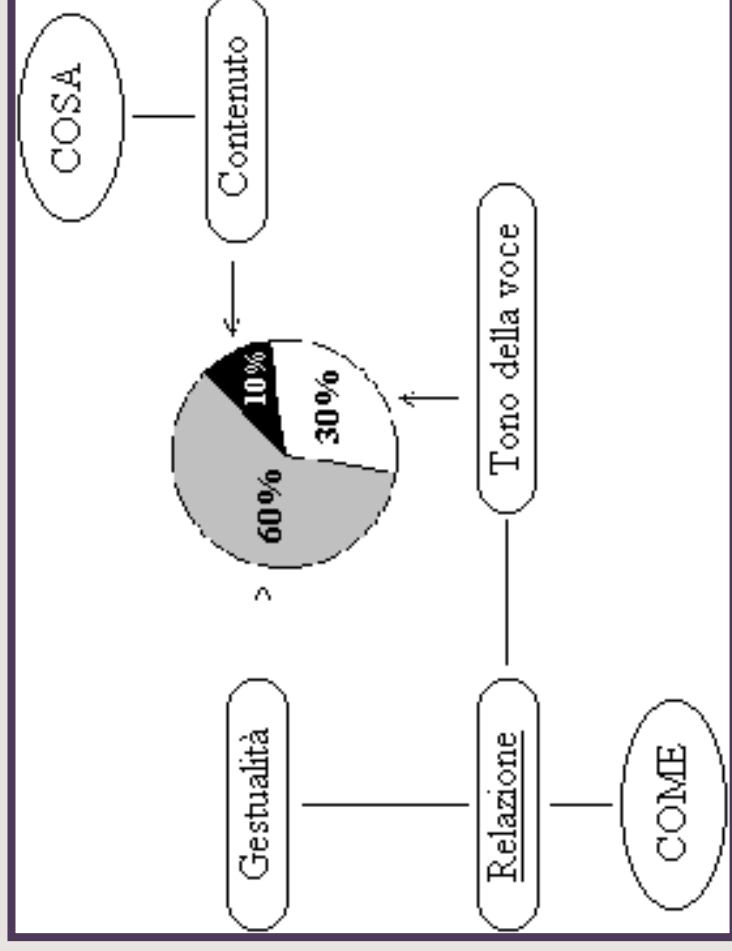 COSA
Contenuto
Gestualità
60%
10%
30%
Relazione
Tono della voce
COME